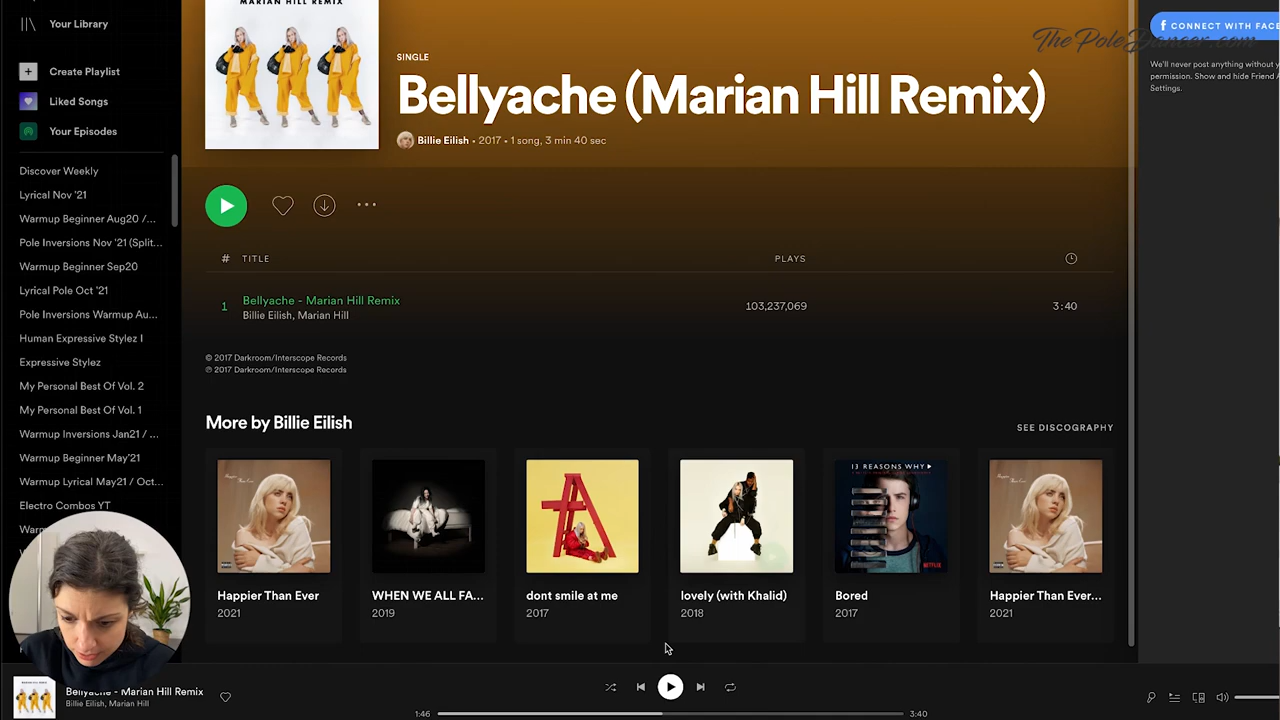 MARIAN HILL REMIX
Your Library
Create Playlist
Liked Songs
Your Episodes
Discover Weekly
Lyrical Nov '21
Warmup Beginner Aug20 /...
Pole Inversions Nov '21 (Split...
Warmup Beginner Sep20
Lyrical Pole Oct '21
Pole Inversions Warmup Au...
Human Expressive Stylez I
Expressive Stylez
My Personal Best Of Vol. 2
My Personal Best Of Vol. 1
Warmup Inversions Jan21 / ...
Warmup Beginner May'21
Warmup Lyrical May21 / Oct...
Electro Combos YT
SINGLE
Bellyache (Marian Hill Remix)
Billie Eilish • 2017 • 1 song, 3 min 40 sec
ThePoleDancer.com
CONNECT WITH FACE
We'll never post anything without y
permission. Show and hide Friend A
Settings.
# TITLE PLAYS
1 Bellyache - Marian Hill Remix 103,237,069 3:40
Billie Eilish, Marian Hill
© 2017 Darkroom/Interscope Records
℗ 2017 Darkroom/Interscope Records
More by Billie Eilish
SEE DISCOGRAPHY
13 REASONS WHY
NETFLIX
Happier Than Ever
2021
WHEN WE ALL FA...
2019
dont smile at me
2017
lovely (with Khalid)
2018
Bored
2017
Happier Than Ever...
2021
Bellyache - Marian Hill Remix
Billie Eilish, Marian Hill
1:46
3:40